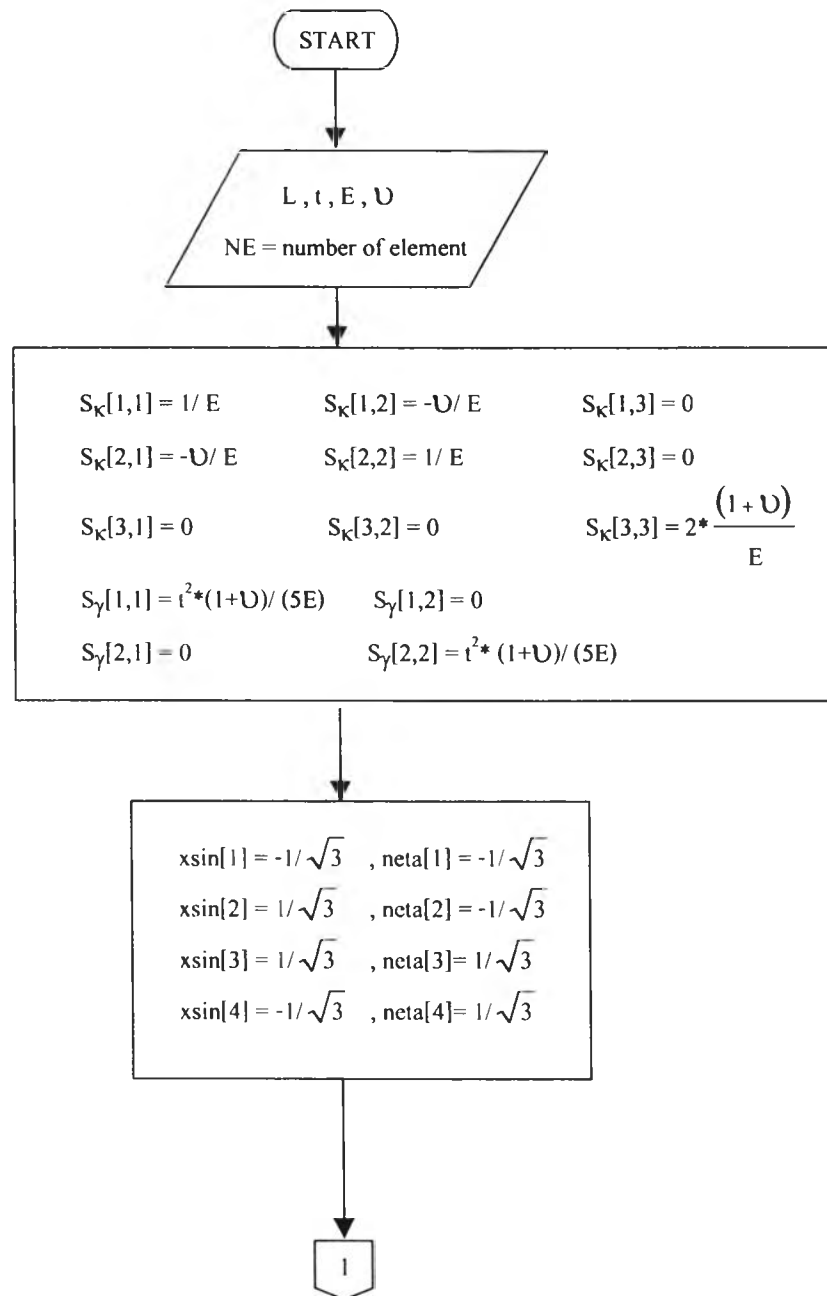 START
L , t , E , υ
NE = number of element
Sκ[1,1] = 1/ E Sκ[1,2] = -υ/ E Sκ[1,3] = 0
Sκ[2,1] = -υ/ E Sκ[2,2] = 1/ E Sκ[2,3] = 0
Sκ[3,1] = 0 Sκ[3,2] = 0 Sκ[3,3] = 2* (1 + υ) / E
Sγ[1,1] = t²*(1+υ)/ (5E) Sγ[1,2] = 0
Sγ[2,1] = 0 Sγ[2,2] = t²* (1+υ)/ (5E)
xsin[1] = -1/√3 , neta[1] = -1/√3
xsin[2] = 1/√3 , neta[2] = -1/√3
xsin[3] = 1/√3 , neta[3]= 1/√3
xsin[4] = -1/√3 , neta[4]= 1/√3
1